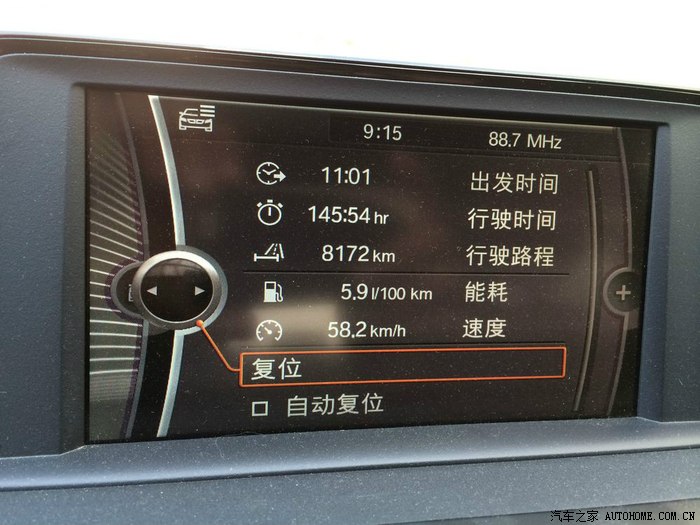 9:15 88.7 MHz
11:01 出发时间
145:54 hr 行驶时间
8172 km 行驶路程
5.9 l/100 km 能耗
58.2 km/h 速度
复位
自动复位
汽车之家 AUTOHOME.COM.CN